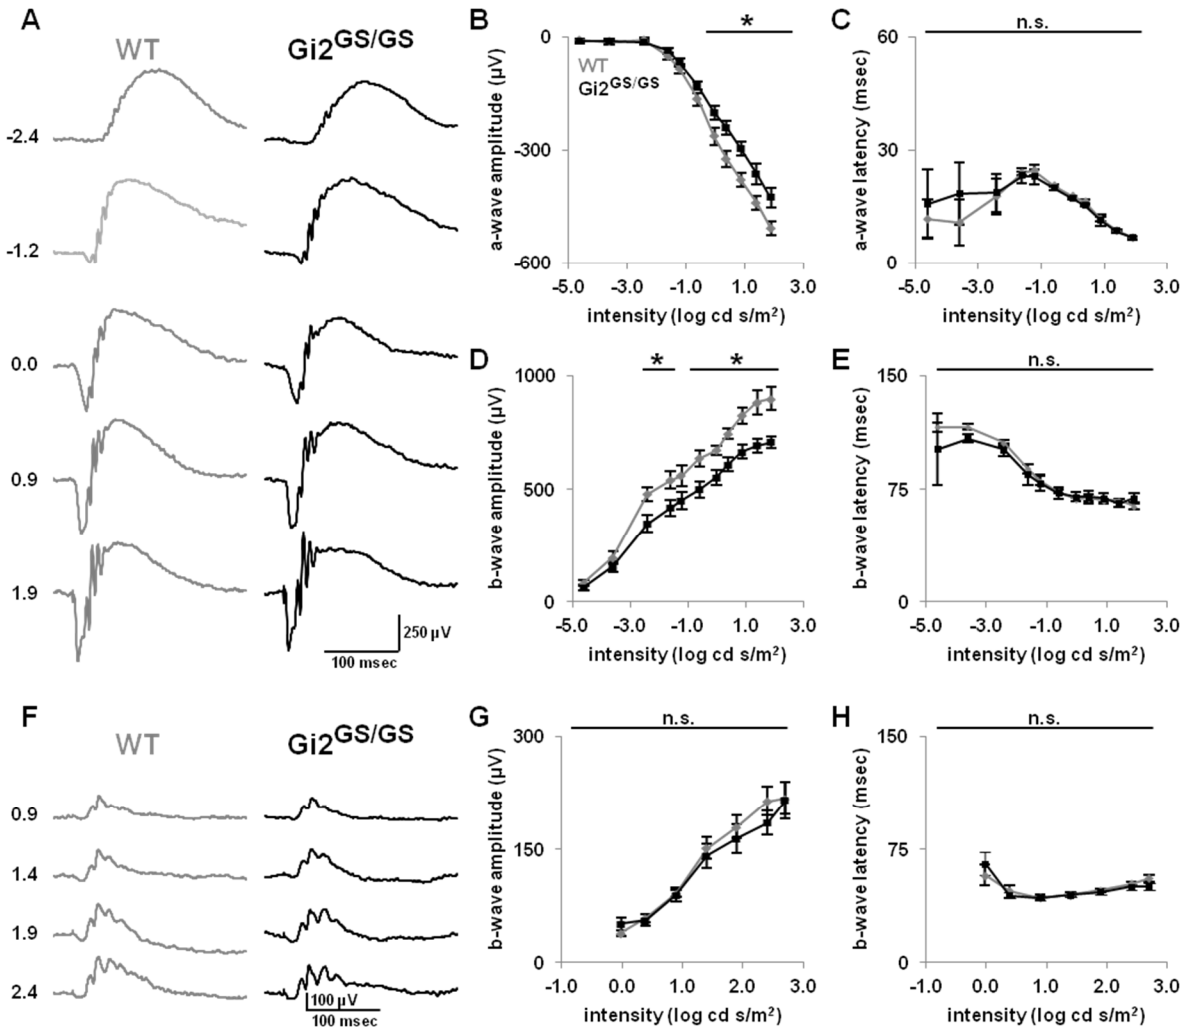 A
WT
Gi2GS/GS
-2.4
-1.2
0.0
0.9
1.9
250 µV
100 msec
B
*
0
-300
-600
a-wave amplitude (µV)
WT
Gi2GS/GS
-5.0 -3.0 -1.0 1.0 3.0
intensity (log cd s/m2)
C
n.s.
60
30
0
a-wave latency (msec)
-5.0 -3.0 -1.0 1.0 3.0
intensity (log cd s/m2)
D
* *
1000
500
0
b-wave amplitude (µV)
-5.0 -3.0 -1.0 1.0 3.0
intensity (log cd s/m2)
E
n.s.
150
75
0
b-wave latency (msec)
-5.0 -3.0 -1.0 1.0 3.0
intensity (log cd s/m2)
F
WT
Gi2GS/GS
0.9
1.4
1.9
2.4
100 µV
100 msec
G
n.s.
300
150
0
b-wave amplitude (µV)
-1.0 0.0 1.0 2.0 3.0
intensity (log cd s/m2)
H
n.s.
150
75
0
b-wave latency (msec)
-1.0 0.0 1.0 2.0 3.0
intensity (log cd s/m2)